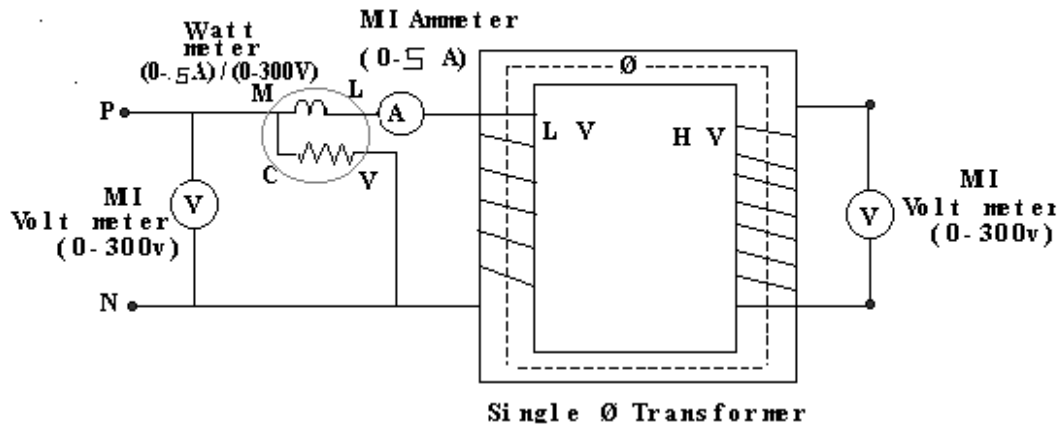 MI Ammeter
(0-5 A)
Watt
meter
(0-.5A)/(0-300V)
M
L
P
A
C
V
Ø
L V
H V
V
MI
Volt meter
(0-300v)
V
MI
Volt meter
(0-300v)
N
Single Ø Transformer